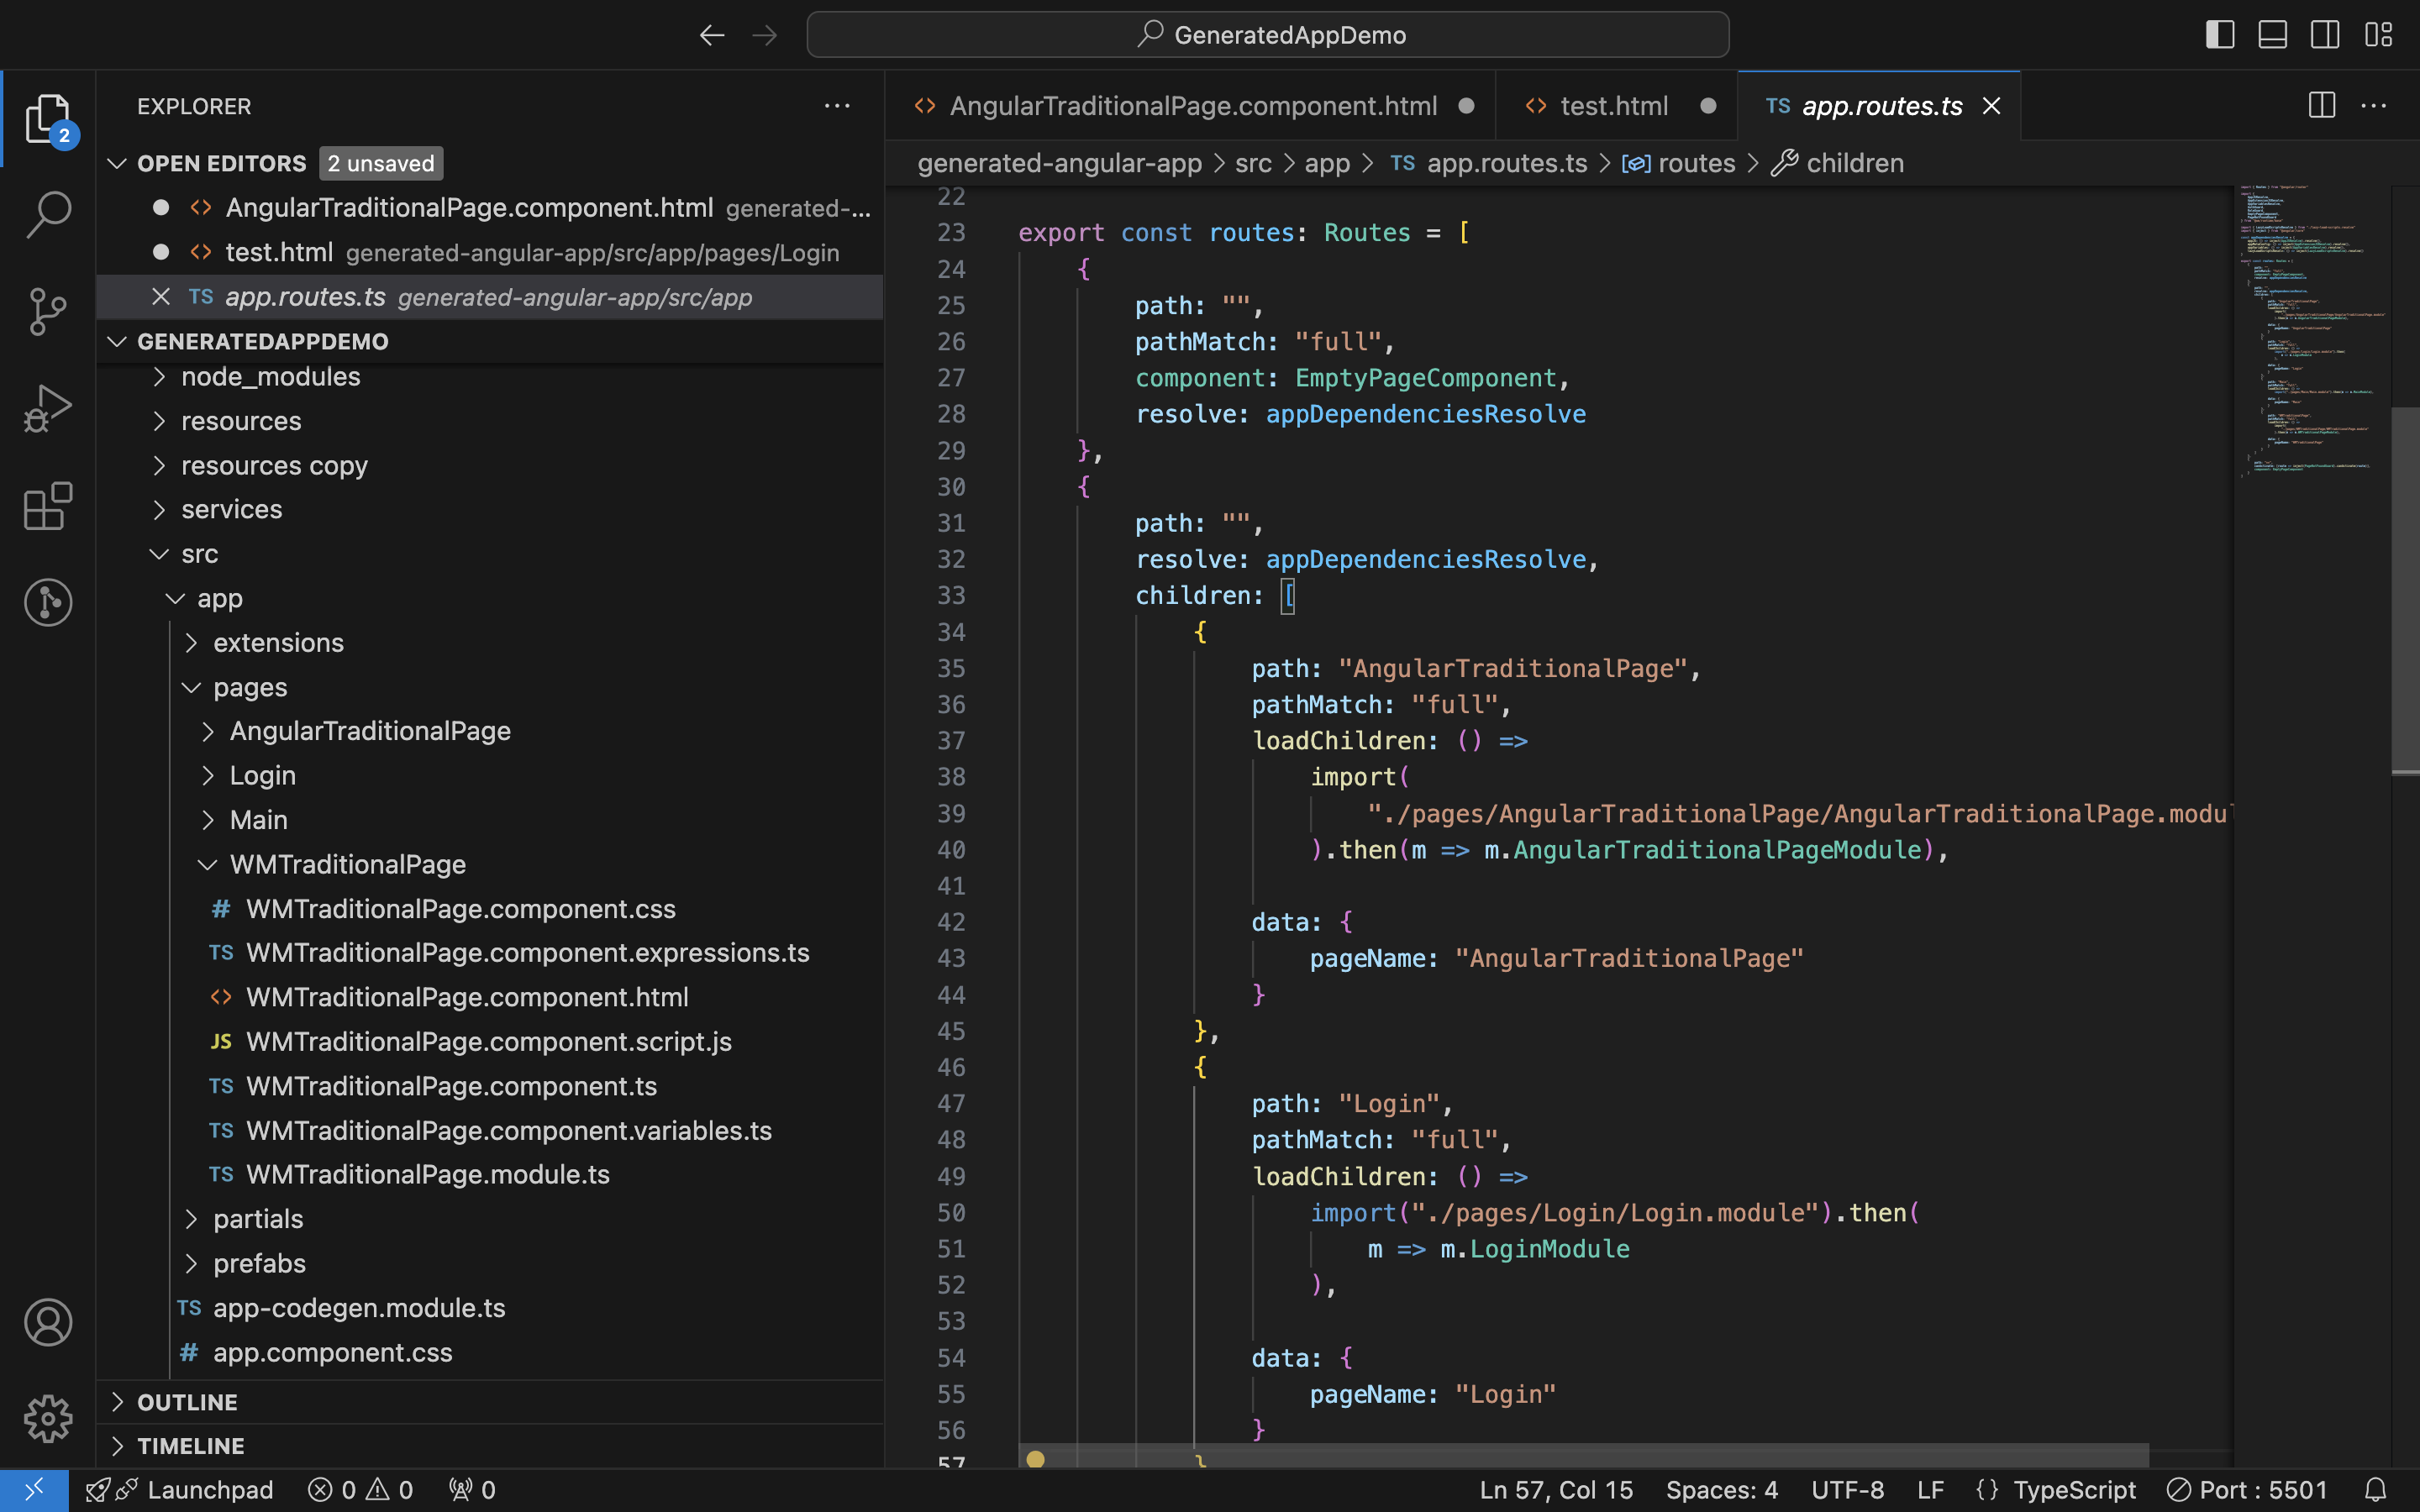 GeneratedAppDemo
EXPLORER
OPEN EDITORS 2 unsaved
AngularTraditionalPage.component.html generated-...
test.html generated-angular-app/src/app/pages/Login
TS app.routes.ts generated-angular-app/src/app
GENERATEDAPPDEMO
node_modules
resources
resources copy
services
src
app
extensions
pages
AngularTraditionalPage
Login
Main
WMTraditionalPage
# WMTraditionalPage.component.css
TS WMTraditionalPage.component.expressions.ts
<> WMTraditionalPage.component.html
JS WMTraditionalPage.component.script.js
TS WMTraditionalPage.component.ts
TS WMTraditionalPage.component.variables.ts
TS WMTraditionalPage.module.ts
partials
prefabs
TS app-codegen.module.ts
# app.component.css
OUTLINE
TIMELINE
2
<> AngularTraditionalPage.component.html
<> test.html
TS app.routes.ts
generated-angular-app > src > app > TS app.routes.ts > routes > children
22
23 export const routes: Routes = [
24 {
25 path: "",
26 pathMatch: "full",
27 component: EmptyPageComponent,
28 resolve: appDependenciesResolve
29 },
30 {
31 path: "",
32 resolve: appDependenciesResolve,
33 children: [
34 {
35 path: "AngularTraditionalPage",
36 pathMatch: "full",
37 loadChildren: () =>
38 import(
39 "./pages/AngularTraditionalPage/AngularTraditionalPage.modul
40 ).then(m => m.AngularTraditionalPageModule),
41
42 data: {
43 pageName: "AngularTraditionalPage"
44 }
45 },
46 {
47 path: "Login",
48 pathMatch: "full",
49 loadChildren: () =>
50 import("./pages/Login/Login.module").then(
51 m => m.LoginModule
52 ),
53
54 data: {
55 pageName: "Login"
56 }
57 }
Launchpad 0 0 0 Ln 57, Col 15 Spaces: 4 UTF-8 LF {} TypeScript Port : 5501